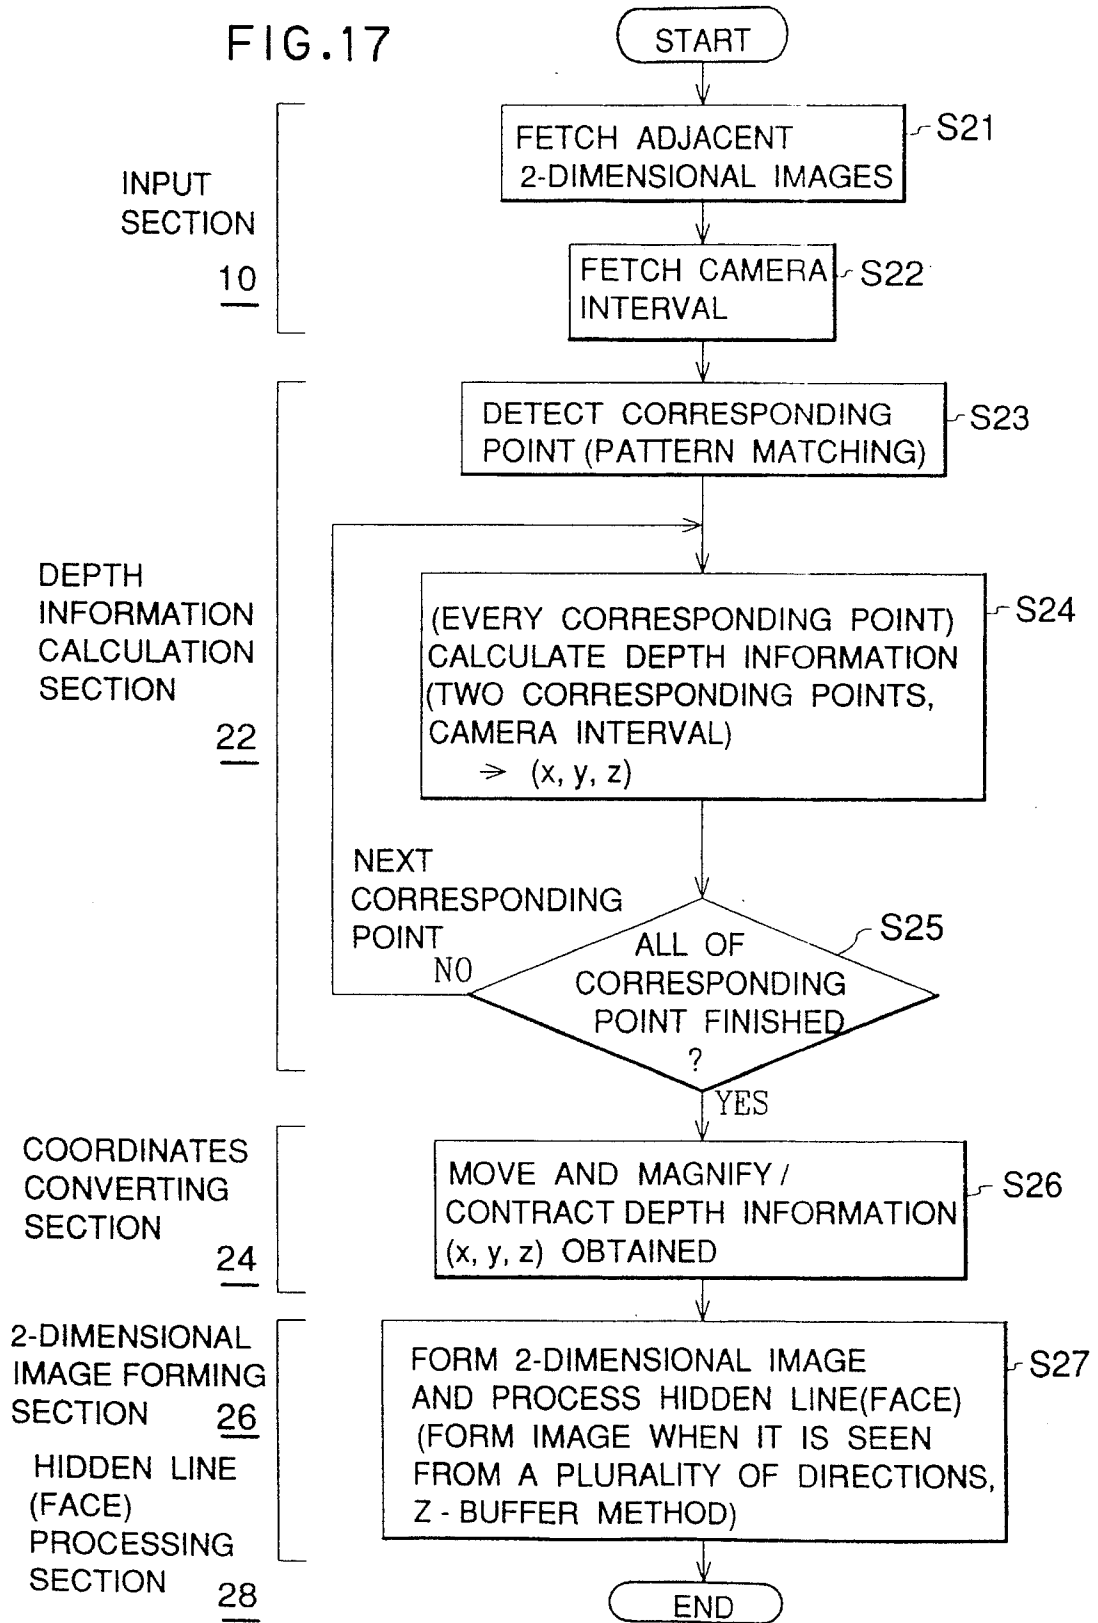 FIG.17
START
FETCH ADJACENT
2-DIMENSIONAL IMAGES
S21
INPUT
SECTION
10
FETCH CAMERA
INTERVAL
S22
DETECT CORRESPONDING
POINT (PATTERN MATCHING)
S23
DEPTH
INFORMATION
CALCULATION
SECTION
22
(EVERY CORRESPONDING POINT)
CALCULATE DEPTH INFORMATION
(TWO CORRESPONDING POINTS,
CAMERA INTERVAL)
→ (x, y, z)
S24
NEXT
CORRESPONDING
POINT
NO
ALL OF
CORRESPONDING
POINT FINISHED
?
S25
YES
COORDINATES
CONVERTING
SECTION
24
MOVE AND MAGNIFY /
CONTRACT DEPTH INFORMATION
(x, y, z) OBTAINED
S26
2-DIMENSIONAL
IMAGE FORMING
SECTION 26
HIDDEN LINE
(FACE)
PROCESSING
SECTION 28
FORM 2-DIMENSIONAL IMAGE
AND PROCESS HIDDEN LINE(FACE)
(FORM IMAGE WHEN IT IS SEEN
FROM A PLURALITY OF DIRECTIONS,
Z - BUFFER METHOD)
S27
END